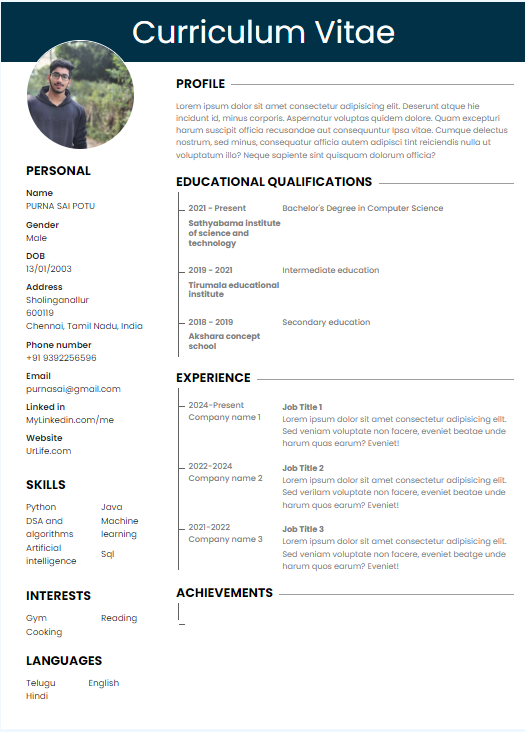 Curriculum Vitae
PERSONAL
Name
PURNA SAI POTU
Gender
Male
DOB
13/01/2003
Address
Sholinganallur
600119
Chennai, Tamil Nadu, India
Phone number
+91 9392256596
Email
purnasai@gmail.com
Linked in
MyLinkedin.com/me
Website
UrLife.com
SKILLS
Python Java
DSA and Machine
algorithms learning
Artificial
intelligence Sql
INTERESTS
Gym Reading
Cooking
LANGUAGES
Telugu English
Hindi
PROFILE
Lorem ipsum dolor sit amet consectetur adipisicing elit. Deserunt atque hic
incidunt id, minus corporis. Aspernatur voluptas quidem dolore. Quam excepturi
harum suscipit officia recusandae aut consequuntur Ipsa vitae. Cumque delectus
nostrum, sed minus, consequatur officia autem adipisci tint reiciendis nulla ut
voluptatum illo? Neque sapiente sint quisquam dolorum officia?
EDUCATIONAL QUALIFICATIONS
2021 - Present Bachelor's Degree in Computer Science
Sathyabama institute
of science and
technology
2019 - 2021 Intermediate education
Tirumala educational
institute
2018 - 2019 Secondary education
Akshara concept
school
EXPERIENCE
2024-Present Job Title 1
Company name 1 Lorem ipsum dolor sit amet consectetur adipisicing elit.
Sed veniam voluptate non facere, eveniet beatae unde
harum quos earum? Eveniet!
2022-2024 Job Title 2
Company name 2 Lorem ipsum dolor sit amet consectetur adipisicing elit.
Sed verilam voluptate non facere, eveniet beatge unde
harum quos earum? Eveniet!
2021-2022 Job Title 3
Company name 3 Lorem ipsum dolor sit amet consectetur adipisicing elit.
Sed veniam voluptate non facere, eveniet beatae unde
harum quos earum? Eveniet!
ACHIEVEMENTS